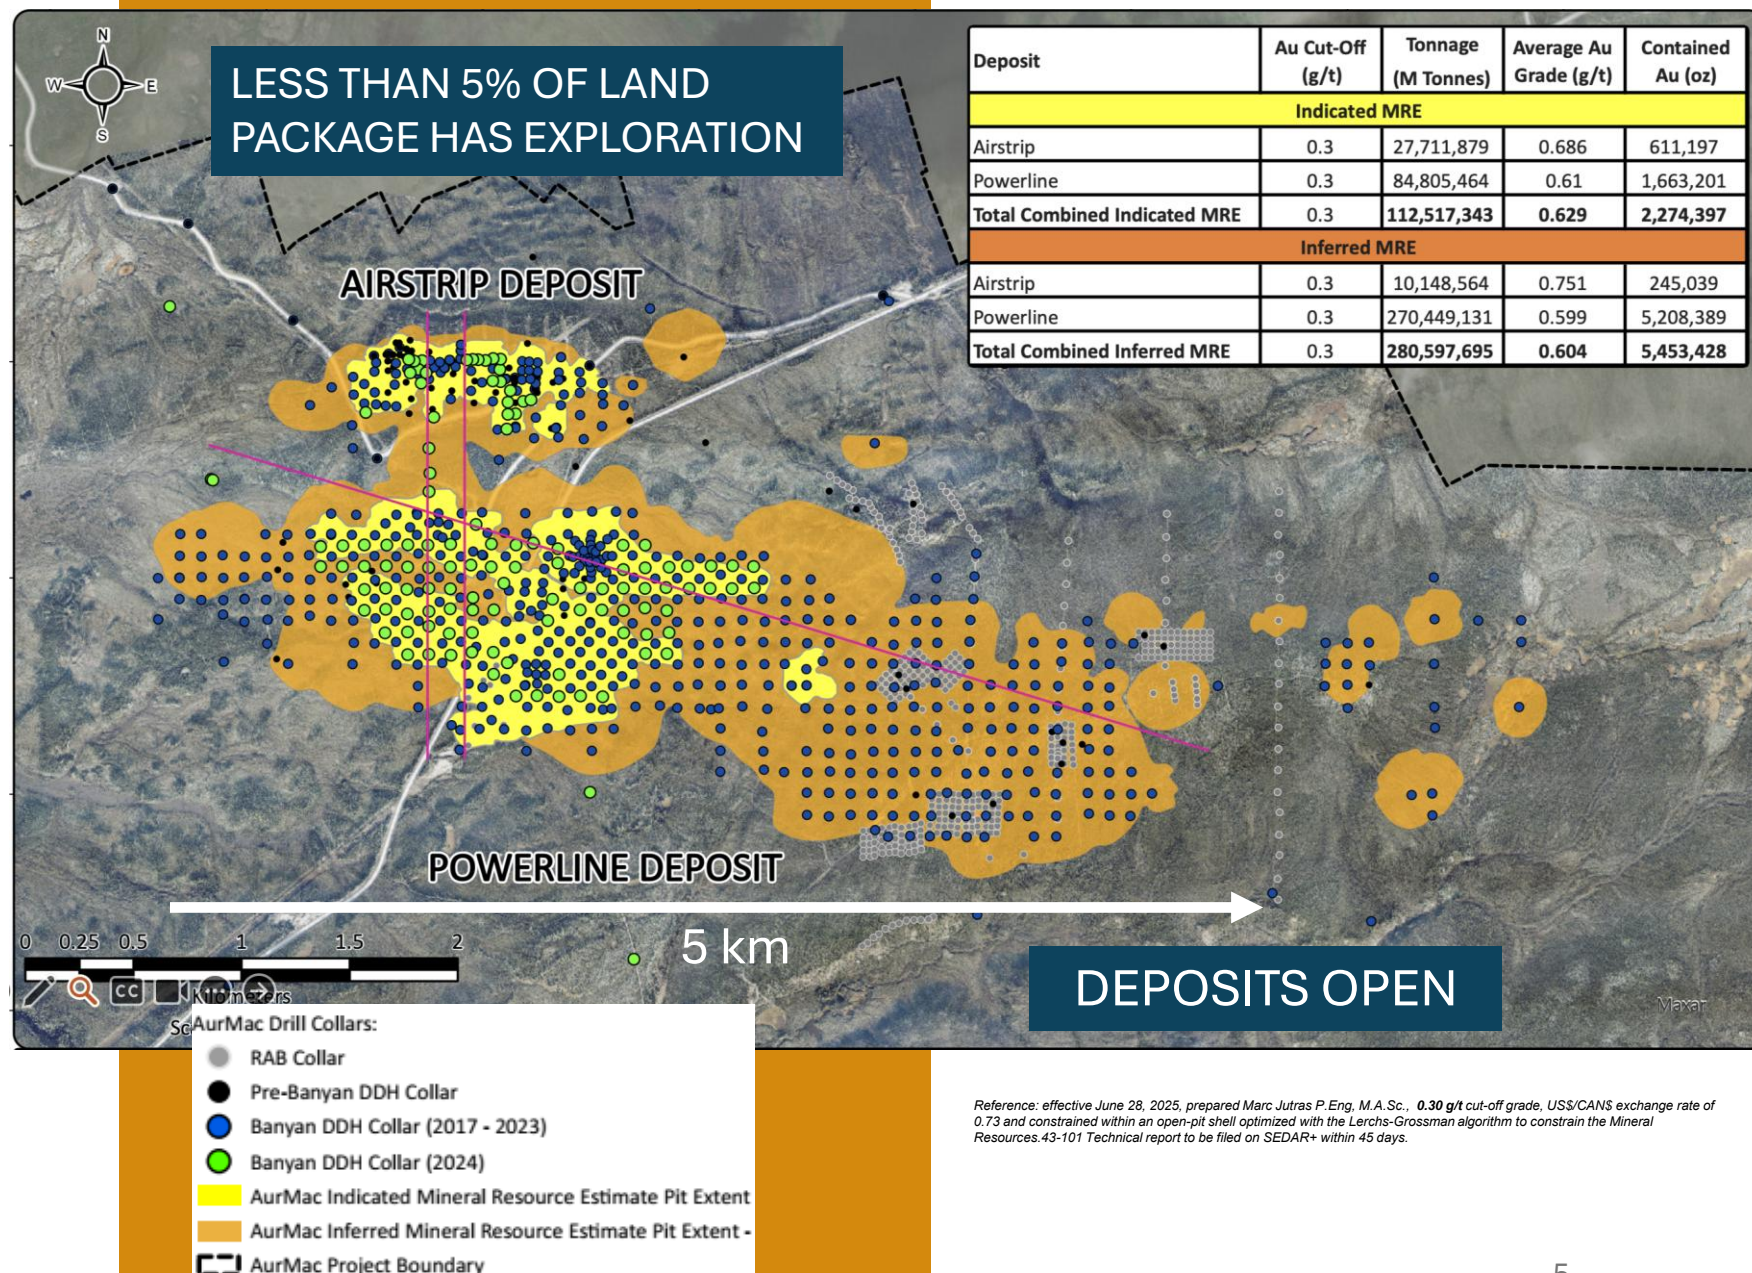 N
W
E
S
LESS THAN 5% OF LAND
PACKAGE HAS EXPLORATION
Deposit Au Cut-Off (g/t) Tonnage (M Tonnes) Average Au Grade (g/t) Contained Au (oz)
Indicated MRE
Airstrip 0.3 27,711,879 0.686 611,197
Powerline 0.3 84,805,464 0.61 1,663,201
Total Combined Indicated MRE 0.3 112,517,343 0.629 2,274,397
Inferred MRE
Airstrip 0.3 10,148,564 0.751 245,039
Powerline 0.3 270,449,131 0.599 5,208,389
Total Combined Inferred MRE 0.3 280,597,695 0.604 5,453,428
AIRSTRIP DEPOSIT
POWERLINE DEPOSIT
5 km
0 0.25 0.5 1 1.5 2
CC
Kilometers
Sc
DEPOSITS OPEN
Maxar
AurMac Drill Collars:
RAB Collar
Pre-Banyan DDH Collar
Banyan DDH Collar (2017 - 2023)
Banyan DDH Collar (2024)
AurMac Indicated Mineral Resource Estimate Pit Extent
AurMac Inferred Mineral Resource Estimate Pit Extent -
AurMac Project Boundary
Reference: effective June 28, 2025, prepared Marc Jutras P.Eng, M.A.Sc., 0.30 g/t cut-off grade, US$/CAN$ exchange rate of
0.73 and constrained within an open-pit shell optimized with the Lerchs-Grossman algorithm to constrain the Mineral
Resources.43-101 Technical report to be filed on SEDAR+ within 45 days.
5